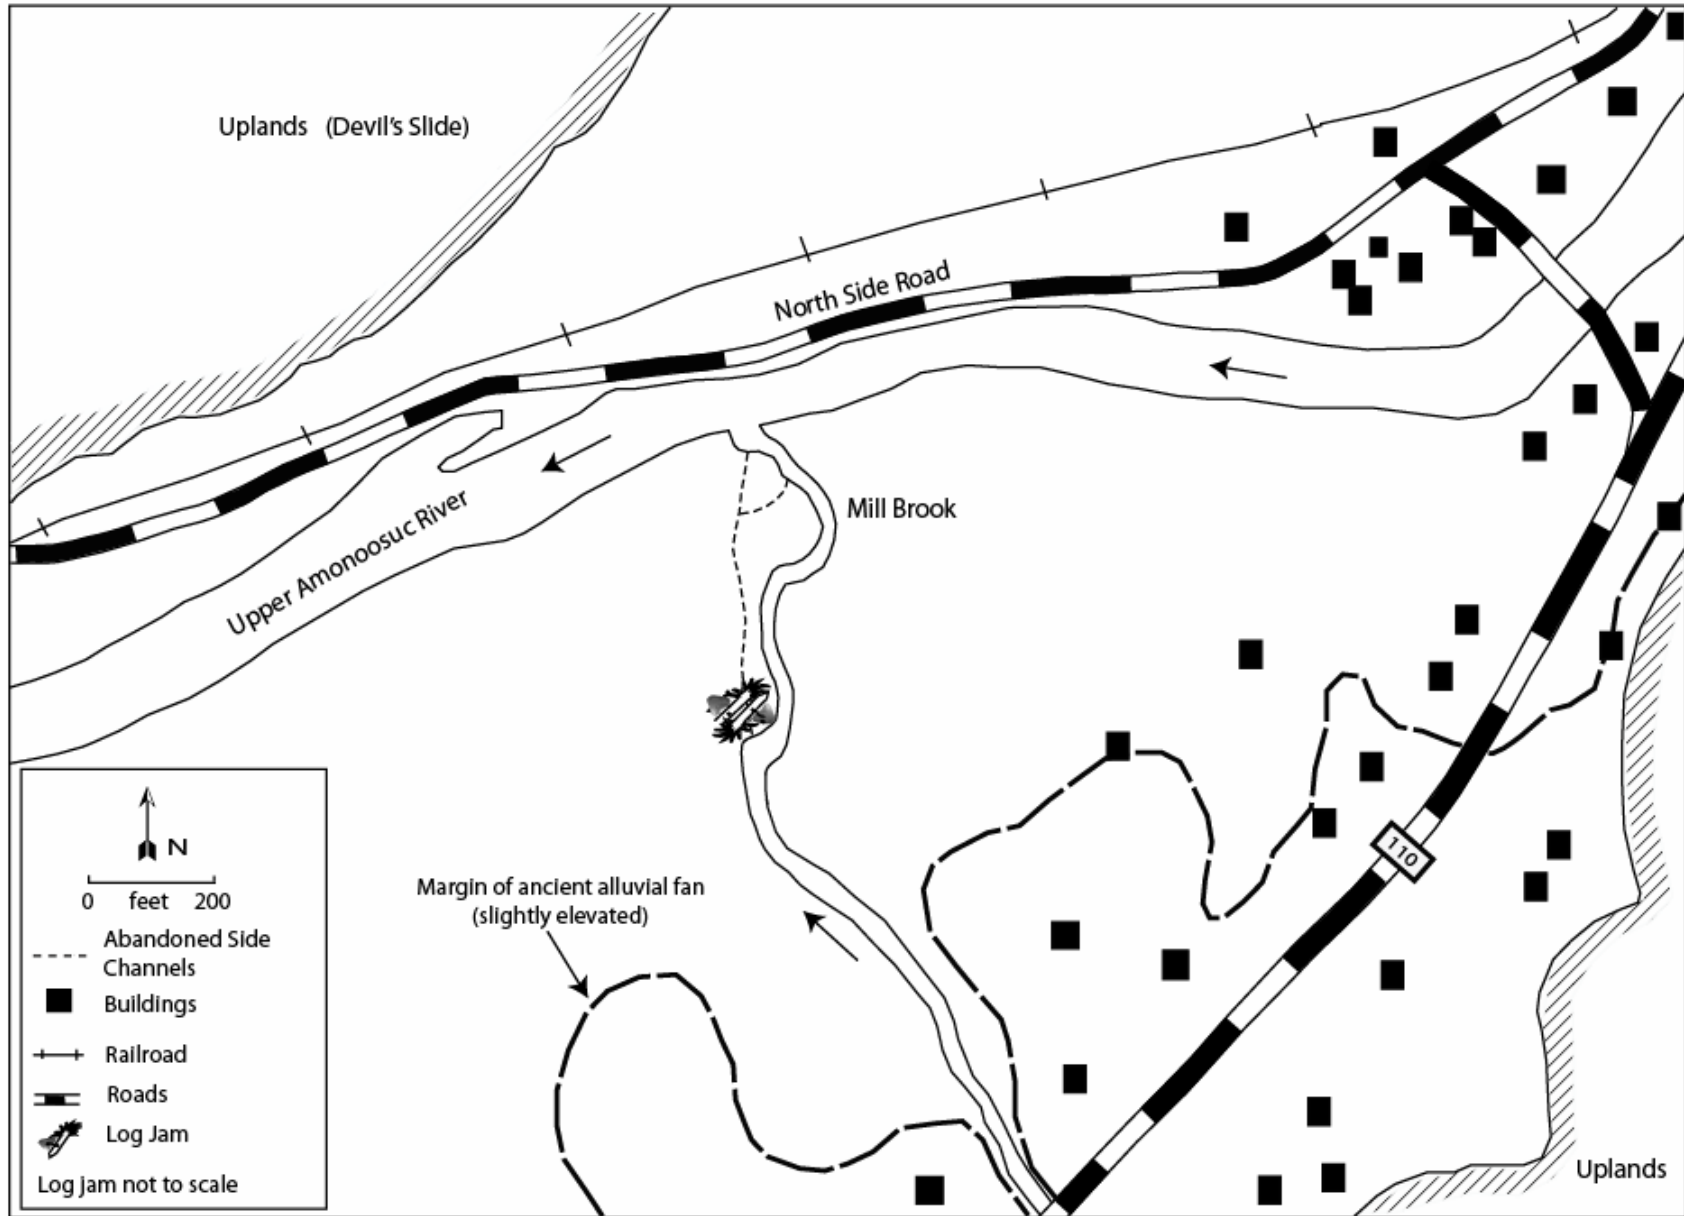 Uplands (Devil's Slide)
North Side Road
Mill Brook
Upper Amonoosuc River
110
Margin of ancient alluvial fan
(slightly elevated)
Uplands
N
0 feet 200
Abandoned Side
Channels
Buildings
Railroad
Roads
Log Jam
Log jam not to scale